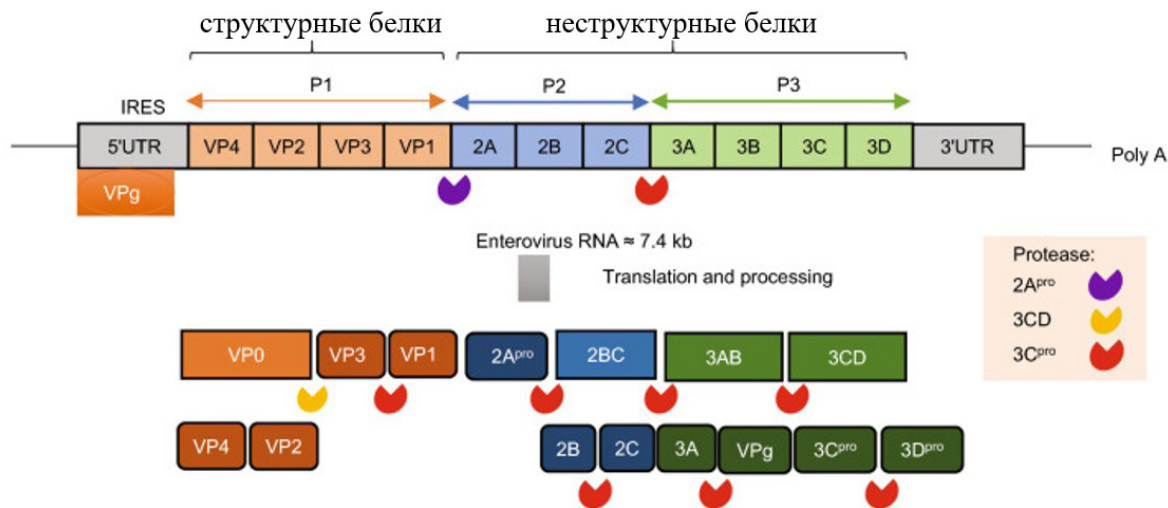 структурные белки неструктурные белки
P1 P2 P3
IRES
5'UTR VP4 VP2 VP3 VP1 2A 2B 2C 3A 3B 3C 3D 3'UTR
Poly A
VPg
Enterovirus RNA ≈ 7.4 kb
Translation and processing
Protease:
2Apro
3CD
3Cpro
VP0 VP3 VP1 2Apro 2BC 3AB 3CD
VP4 VP2 2B 2C 3A VPg 3Cpro 3Dpro